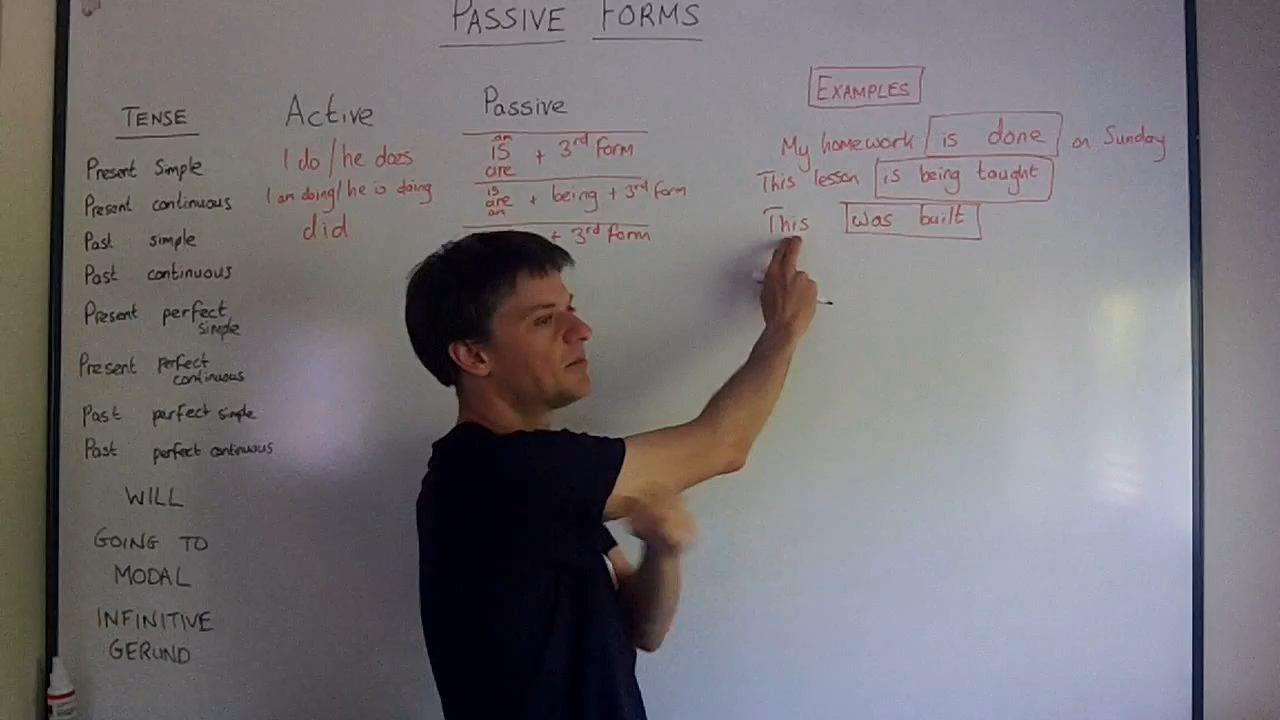 PASSIVE FORMS
EXAMPLES
TENSE Active Passive
Present Simple I do / he does am is are + 3rd form My homework is done on Sunday
Present continuous I am doing / he is doing is are am + being + 3rd form This lesson is being taught
Past simple did + 3rd form This was built
Past continuous
Present perfect simple
Present perfect continuous
Past perfect simple
Past perfect continuous
WILL
GOING TO
MODAL
INFINITIVE
GERUND